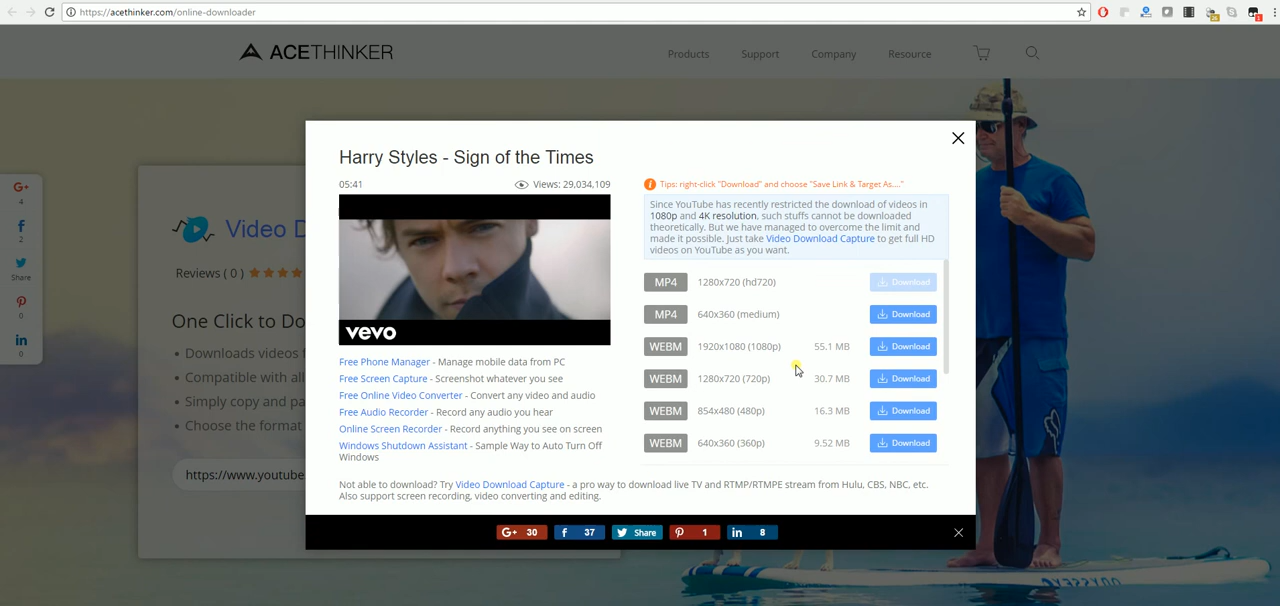 https://acethinker.com/online-downloader
ACETHINKER
Products
Support
Company
Resource
4
2
Share
0
0
Video D
Reviews ( 0 )
One Click to Do
Downloads videos f
Compatible with al
Simply copy and pa
Choose the format
https://www.youtube
Harry Styles - Sign of the Times
05:41
Views: 29,034,109
vevo
Free Phone Manager - Manage mobile data from PC
Free Screen Capture - Screenshot whatever you see
Free Online Video Converter - Convert any video and audio
Free Audio Recorder - Record any audio you hear
Online Screen Recorder - Record anything you see on screen
Windows Shutdown Assistant - Sample Way to Auto Turn Off
Windows
Tips: right-click "Download" and choose "Save Link & Target As...."
Since YouTube has recently restricted the download of videos in
1080p and 4K resolution, such stuffs cannot be downloaded
theoretically. But we have managed to overcome the limit and
made it possible. Just take Video Download Capture to get full HD
videos on YouTube as you want.
MP4 1280x720 (hd720) Download
MP4 640x360 (medium) Download
WEBM 1920x1080 (1080p) 55.1 MB Download
WEBM 1280x720 (720p) 30.7 MB Download
WEBM 854x480 (480p) 16.3 MB Download
WEBM 640x360 (360p) 9.52 MB Download
Not able to download? Try Video Download Capture - a pro way to download live TV and RTMP/RTMPE stream from Hulu, CBS, NBC, etc.
Also support screen recording, video converting and editing.
G+ 30 f 37 Share 1 in 8
ODYSSEY